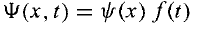 Ψ(x, t) = ψ(x) f(t)